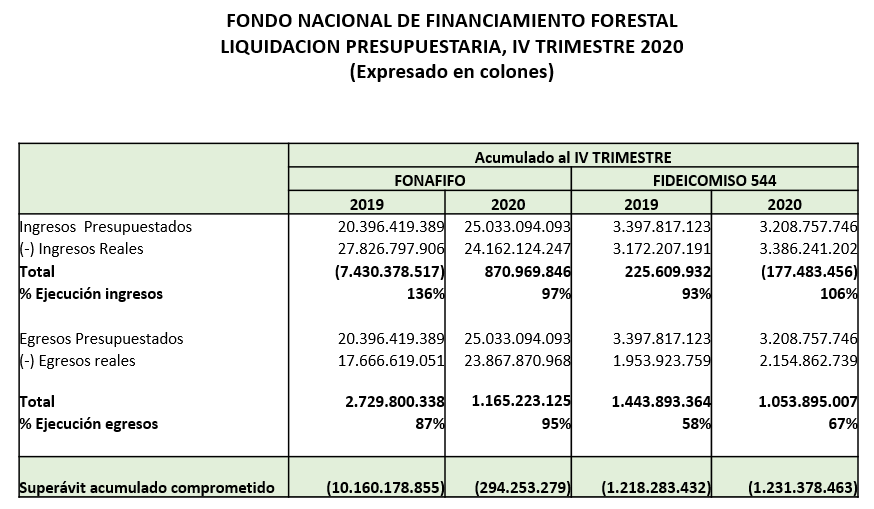 FONDO NACIONAL DE FINANCIAMIENTO FORESTAL
LIQUIDACION PRESUPUESTARIA, IV TRIMESTRE 2020
(Expresado en colones)
Acumulado al IV TRIMESTRE
FONAFIFO FIDEICOMISO 544
2019 2020 2019 2020
Ingresos Presupuestados 20.396.419.389 25.033.094.093 3.397.817.123 3.208.757.746
(-) Ingresos Reales 27.826.797.906 24.162.124.247 3.172.207.191 3.386.241.202
Total (7.430.378.517) 870.969.846 225.609.932 (177.483.456)
% Ejecución ingresos 136% 97% 93% 106%
Egresos Presupuestados 20.396.419.389 25.033.094.093 3.397.817.123 3.208.757.746
(-) Egresos reales 17.666.619.051 23.867.870.968 1.953.923.759 2.154.862.739
Total 2.729.800.338 1.165.223.125 1.443.893.364 1.053.895.007
% Ejecución egresos 87% 95% 58% 67%
Superávit acumulado comprometido (10.160.178.855) (294.253.279) (1.218.283.432) (1.231.378.463)